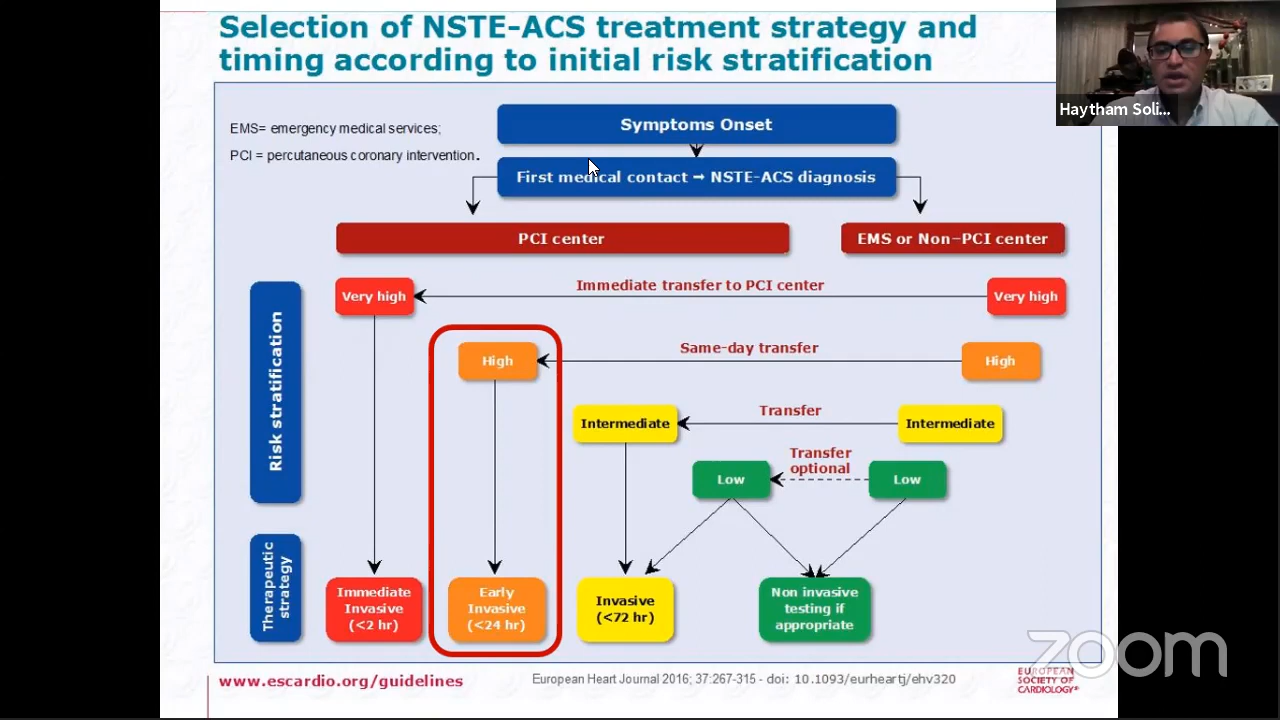 Selection of NSTE-ACS treatment strategy and
timing according to initial risk stratification
Haytham Soli...
EMS= emergency medical services;
PCI = percutaneous coronary intervention.
Symptoms Onset
First medical contact → NSTE-ACS diagnosis
PCI center
EMS or Non–PCI center
Risk stratification
Very high
Immediate transfer to PCI center
Very high
High
Same-day transfer
High
Intermediate
Transfer
Intermediate
Low
Transfer
optional
Low
Therapeutic
strategy
Immediate
Invasive
(<2 hr)
Early
Invasive
(<24 hr)
Invasive
(<72 hr)
Non invasive
testing if
appropriate
zoom
www.escardio.org/guidelines
European Heart Journal 2016; 37:267-315 - doi: 10.1093/eurheartj/ehv320
EUROPEAN
SOCIETY OF
CARDIOLOGY®